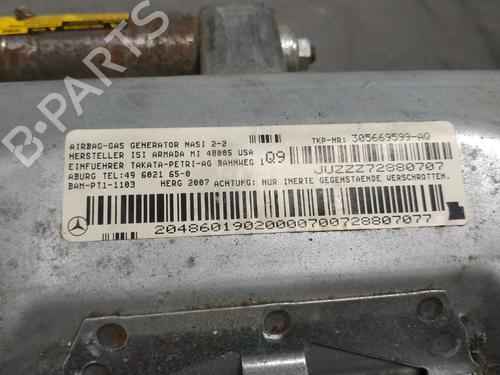 AIRBAG-GAS GENERATOR NASI 2-2
HERSTELLER ISI ARMADA MI 48005 USA
EINFUEHRER TAKATA-PETRI-AG BAHNWEG 1
ABURG TEL:49 6021 65-0
BAM-PT1-1103
HERG 2007 ACHTUNG: NUR INERTE GEGENSTAENDE VERSCHROTTEN.
Q9
TKP-NR: 305669599-AQ
JUZZZ72880707
2048601902000070072880707​7